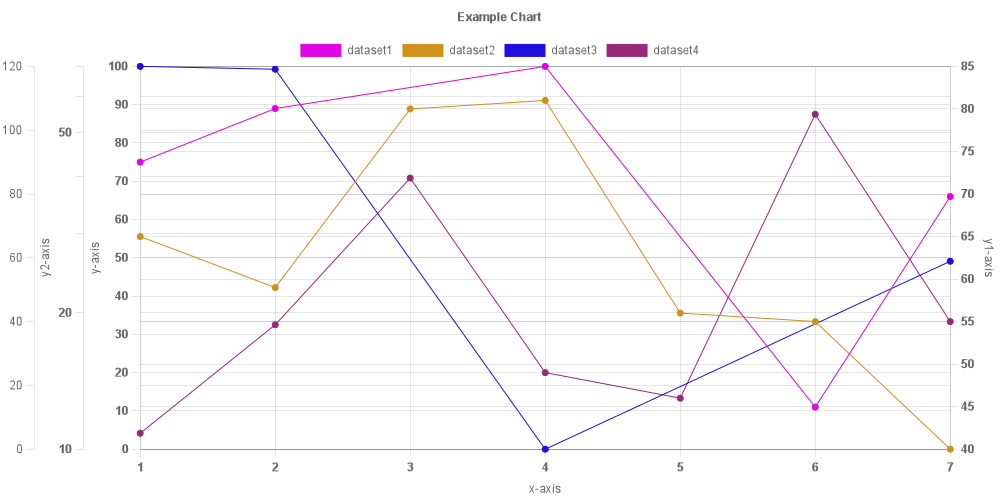 Example Chart
dataset1 dataset2 dataset3 dataset4
120 100 85
90 80
100 50 80 75
80 70 70
60 65
y2-axis y-axis y1-axis
60 50 60
40 20 40 55
30
20 20 50
10 45
0 10 0 40
1 2 3 4 5 6 7
x-axis